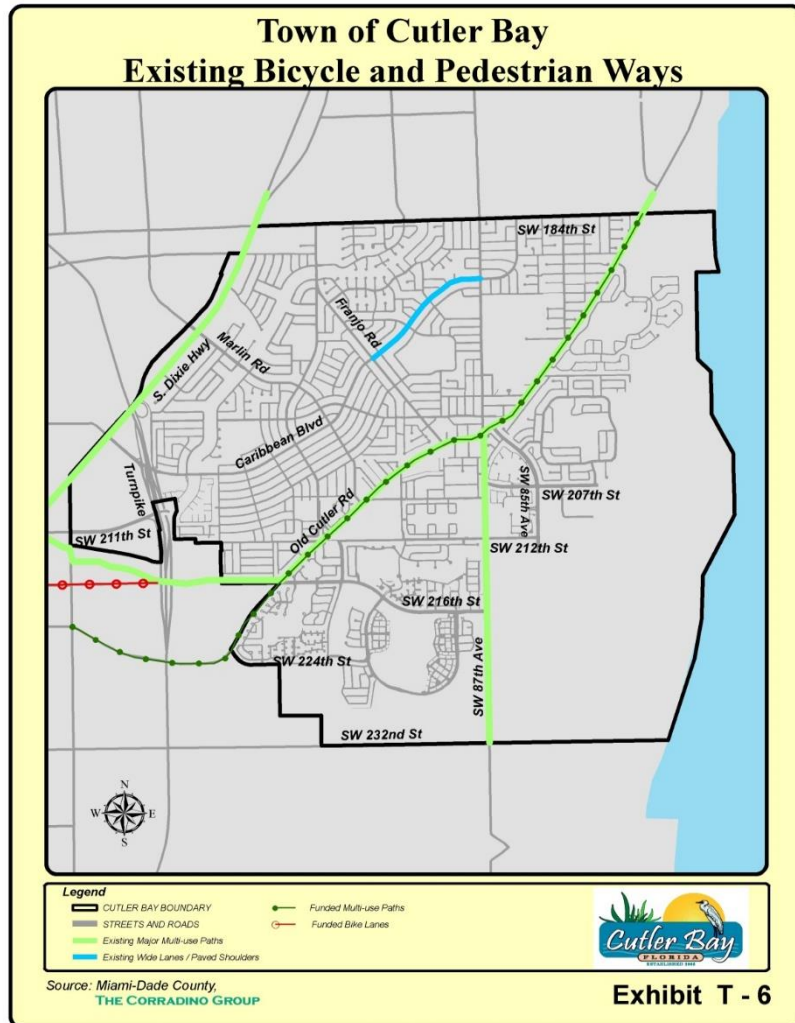 Town of Cutler Bay
Existing Bicycle and Pedestrian Ways
SW 184th St
Franjo Rd
Marlin Rd
S. Dixie Hwy
Caribbean Blvd
Turnpike
SW 85th Ave
SW 207th St
Old Cutler Rd
SW 211th St
SW 212th St
SW 216th St
SW 224th St
SW 87th Ave
SW 232nd St
N
W
E
S
Legend
CUTLER BAY BOUNDARY
STREETS AND ROADS
Existing Major Multi-use Paths
Existing Wide Lanes / Paved Shoulders
Funded Multi-use Paths
Funded Bike Lanes
Cutler Bay
FLORIDA
Source: Miami-Dade County,
THE CORRADINO GROUP
Exhibit T - 6